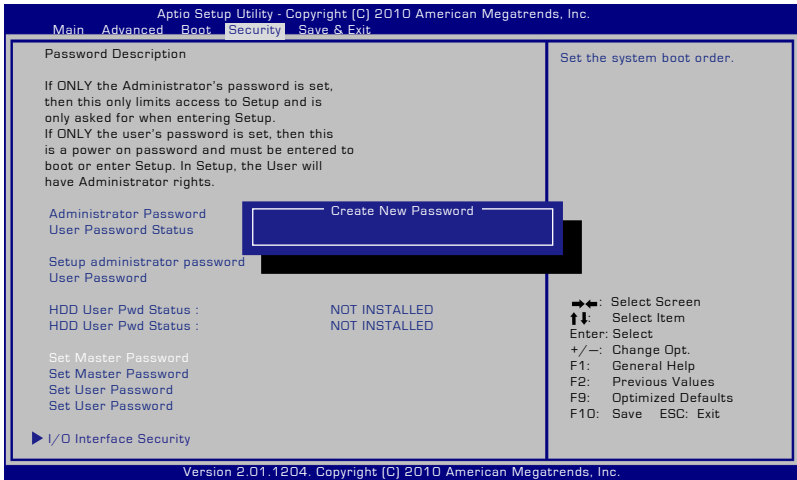 Aptio Setup Utility - Copyright (C) 2010 American Megatrends, Inc.
Main Advanced Boot Security Save & Exit
Password Description
If ONLY the Administrator's password is set,
then this only limits access to Setup and is
only asked for when entering Setup.
If ONLY the user's password is set, then this
is a power on password and must be entered to
boot or enter Setup. In Setup, the User will
have Administrator rights.
Administrator Password
User Password Status
Create New Password
Setup administrator password
User Password
HDD User Pwd Status : NOT INSTALLED
HDD User Pwd Status : NOT INSTALLED
Set Master Password
Set Master Password
Set User Password
Set User Password
I/O Interface Security
Set the system boot order.
→←: Select Screen
↑↓: Select Item
Enter: Select
+/—: Change Opt.
F1: General Help
F2: Previous Values
F9: Optimized Defaults
F10: Save ESC: Exit
Version 2.01.1204. Copyright (C) 2010 American Megatrends, Inc.